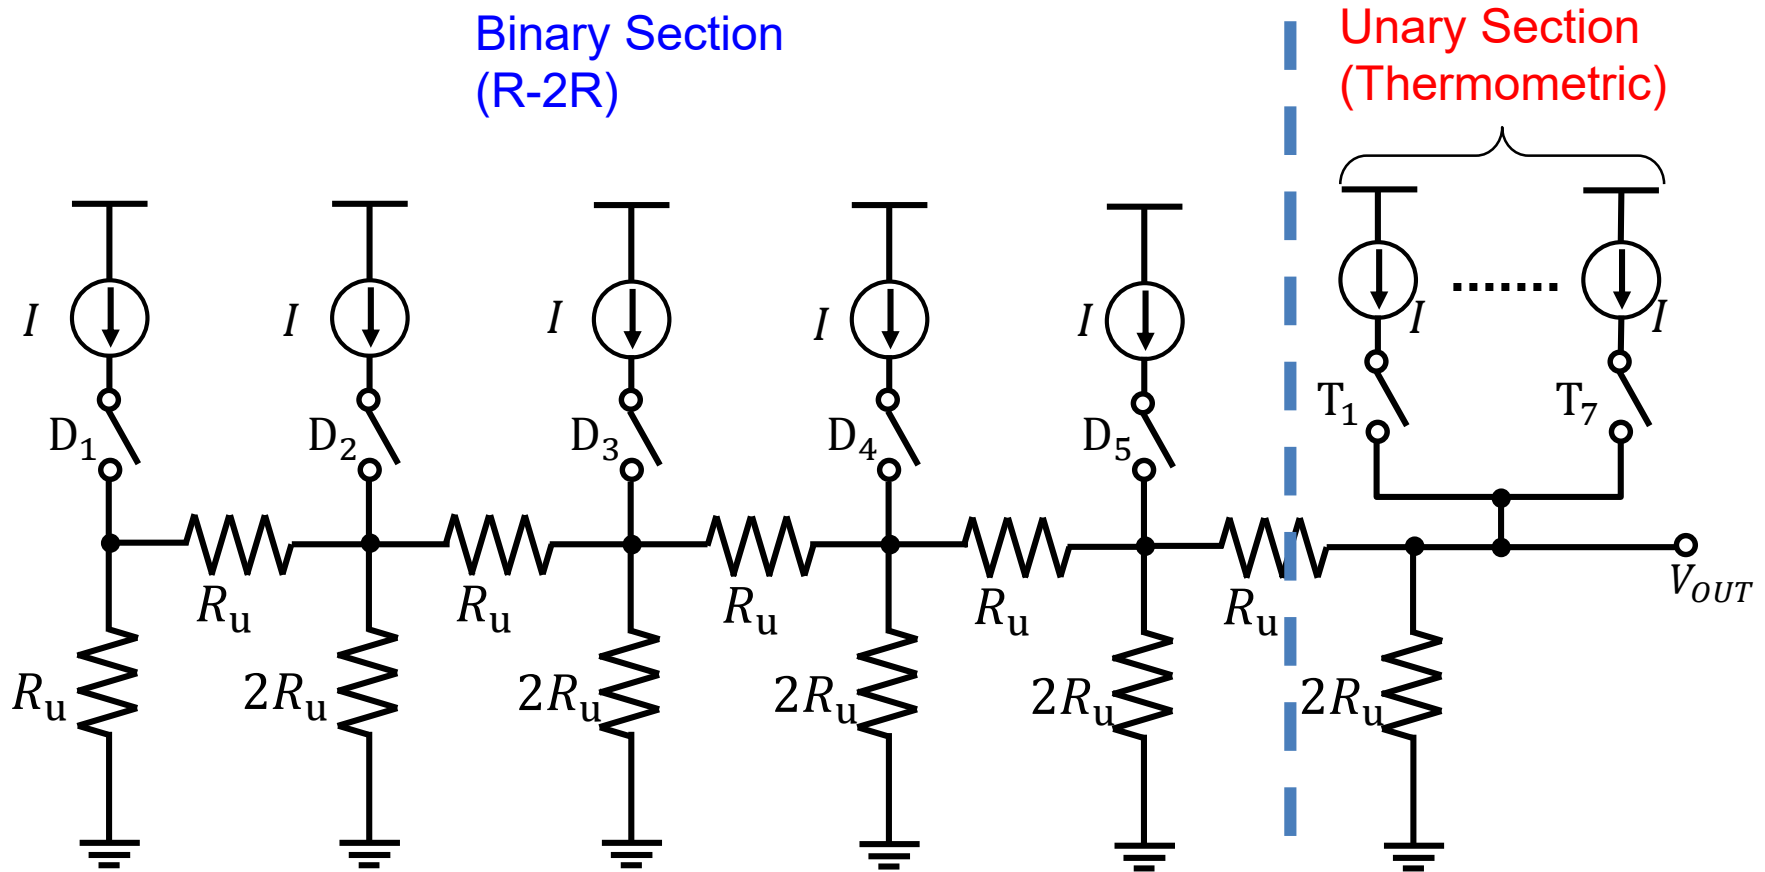 Binary Section
(R-2R)
Unary Section
(Thermometric)
I
I
I
I
I
I
I
D₁
D₂
D₃
D₄
D₅
T₁
T₇
Rᵤ
Rᵤ
Rᵤ
Rᵤ
Rᵤ
V_OUT
Rᵤ
2Rᵤ
2Rᵤ
2Rᵤ
2Rᵤ
2Rᵤ